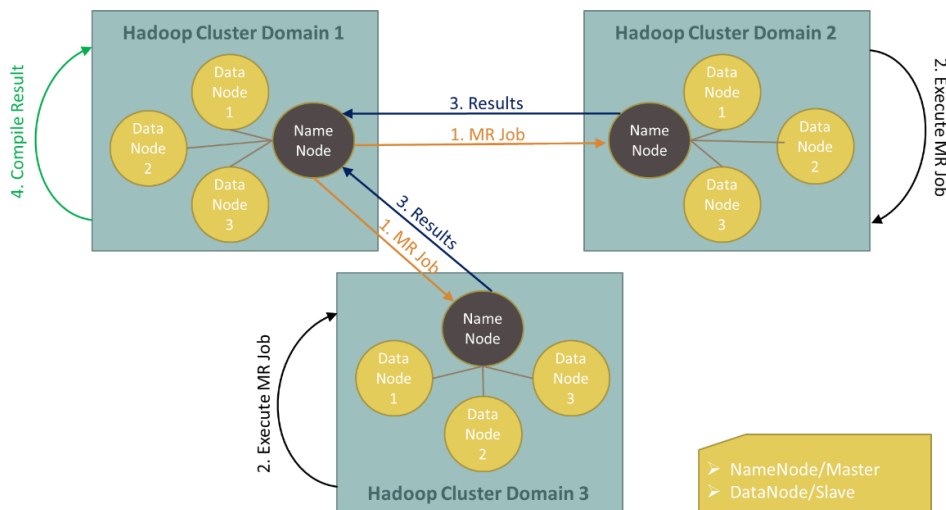 Hadoop Cluster Domain 1
Data
Node
1
Data
Node
2
Data
Node
3
Name
Node
4. Compile Result
3. Results
1. MR Job
Hadoop Cluster Domain 2
Name
Node
Data
Node
1
Data
Node
2
Data
Node
3
2. Execute MR Job
3. Results
1. MR Job
Name
Node
Data
Node
1
Data
Node
2
Data
Node
3
2. Execute MR Job
Hadoop Cluster Domain 3
➢ NameNode/Master
➢ DataNode/Slave